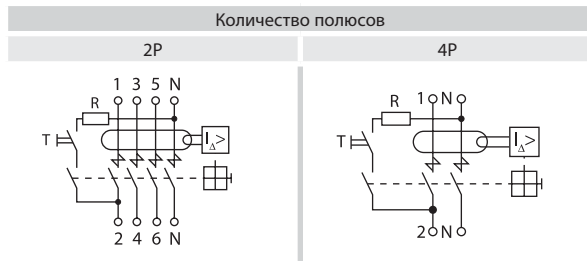 Количество полюсов
2P
4P
1 3 5 N
R
T
I△>
2 4 6 N
1 N
R
T
I△>
2 N